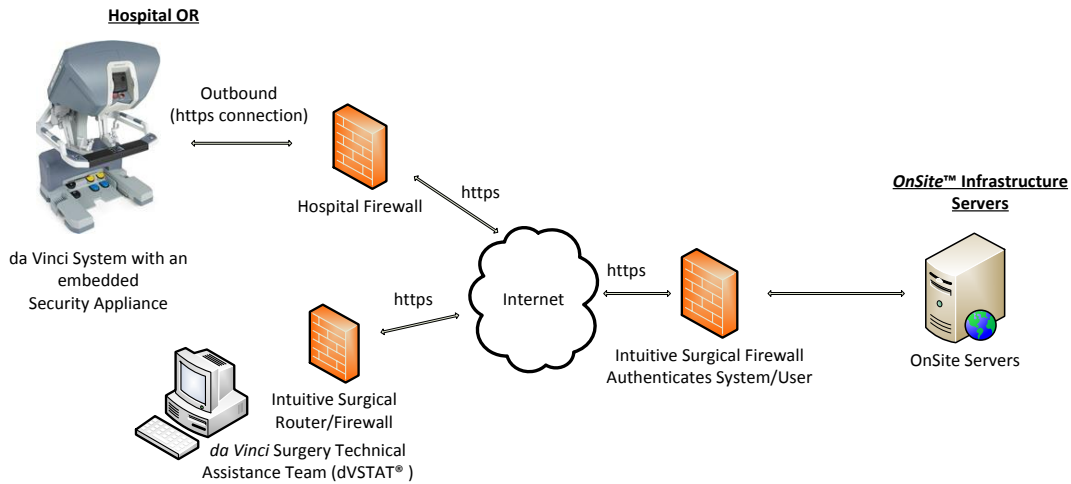 Hospital OR
Outbound
(https connection)
Hospital Firewall
https
da Vinci System with an
embedded
Security Appliance
OnSite™ Infrastructure
Servers
Internet
https
https
Intuitive Surgical Firewall
Authenticates System/User
OnSite Servers
Intuitive Surgical
Router/Firewall
da Vinci Surgery Technical
Assistance Team (dVSTAT® )